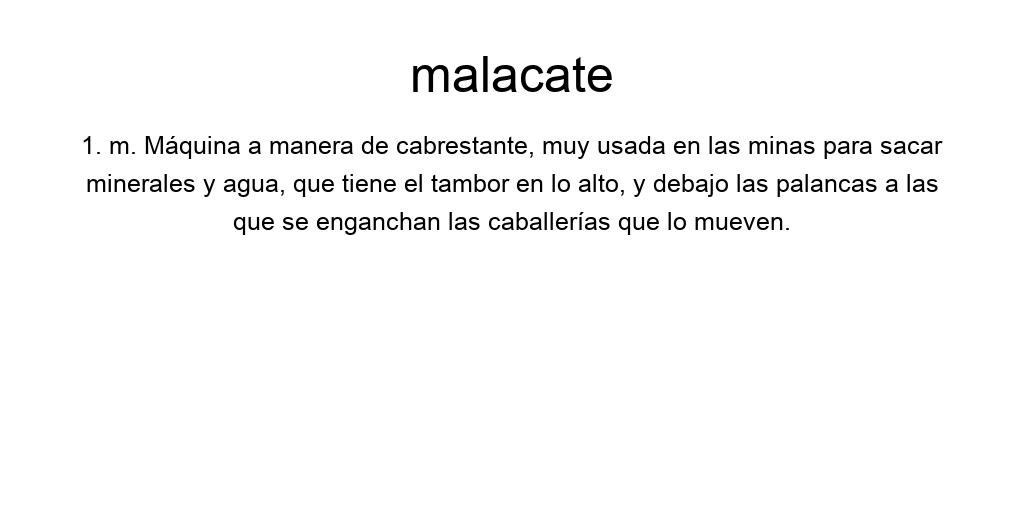 malacate
1. m. Máquina a manera de cabrestante, muy usada en las minas para sacar
minerales y agua, que tiene el tambor en lo alto, y debajo las palancas a las
que se enganchan las caballerías que lo mueven.